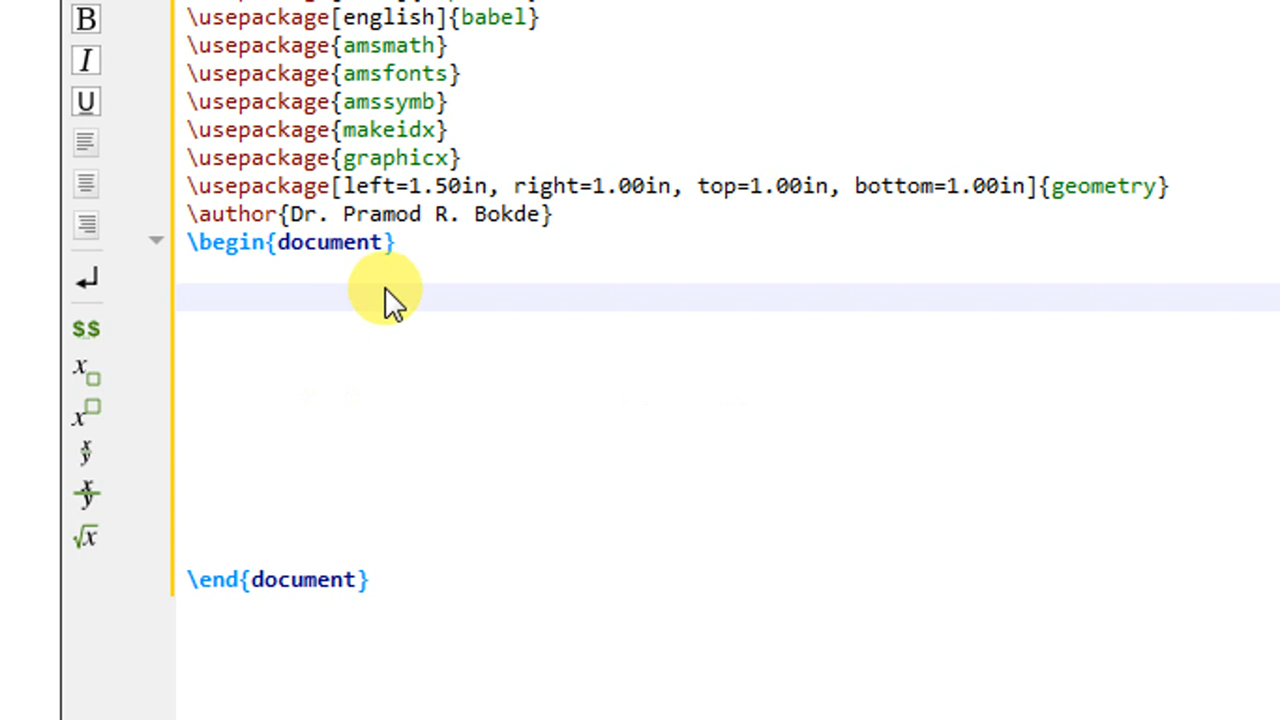 \usepackage[english]{babel}
\usepackage{amsmath}
\usepackage{amsfonts}
\usepackage{amssymb}
\usepackage{makeidx}
\usepackage{graphicx}
\usepackage[left=1.50in, right=1.00in, top=1.00in, bottom=1.00in]{geometry}
\author{Dr. Pramod R. Bokde}
\begin{document}
\end{document}
B
I
U
$$
x
x
x
y
x
y
√x